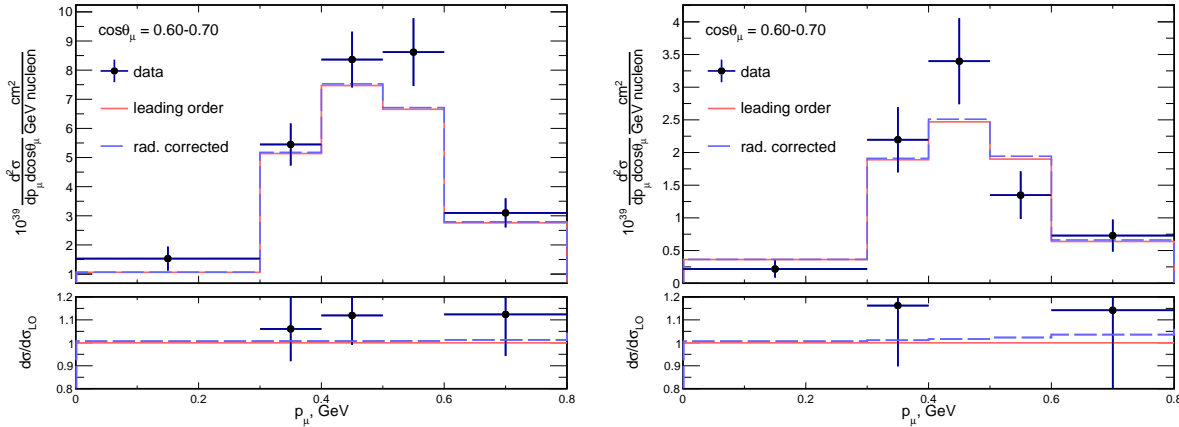 cosθμ = 0.60-0.70
data
leading order
rad. corrected
10^39 d²σ/dpμ dcosθμ cm²/GeV nucleon
10
9
8
7
6
5
4
3
2
1
1.2
1.1
1
0.9
0.8
dσ/dσLO
0 0.2 0.4 0.6 0.8
pμ, GeV
cosθμ = 0.60-0.70
data
leading order
rad. corrected
10^39 d²σ/dpμ dcosθμ cm²/GeV nucleon
4
3.5
3
2.5
2
1.5
1
0.5
0
1.2
1.1
1
0.9
0.8
dσ/dσLO
0 0.2 0.4 0.6 0.8
pμ, GeV